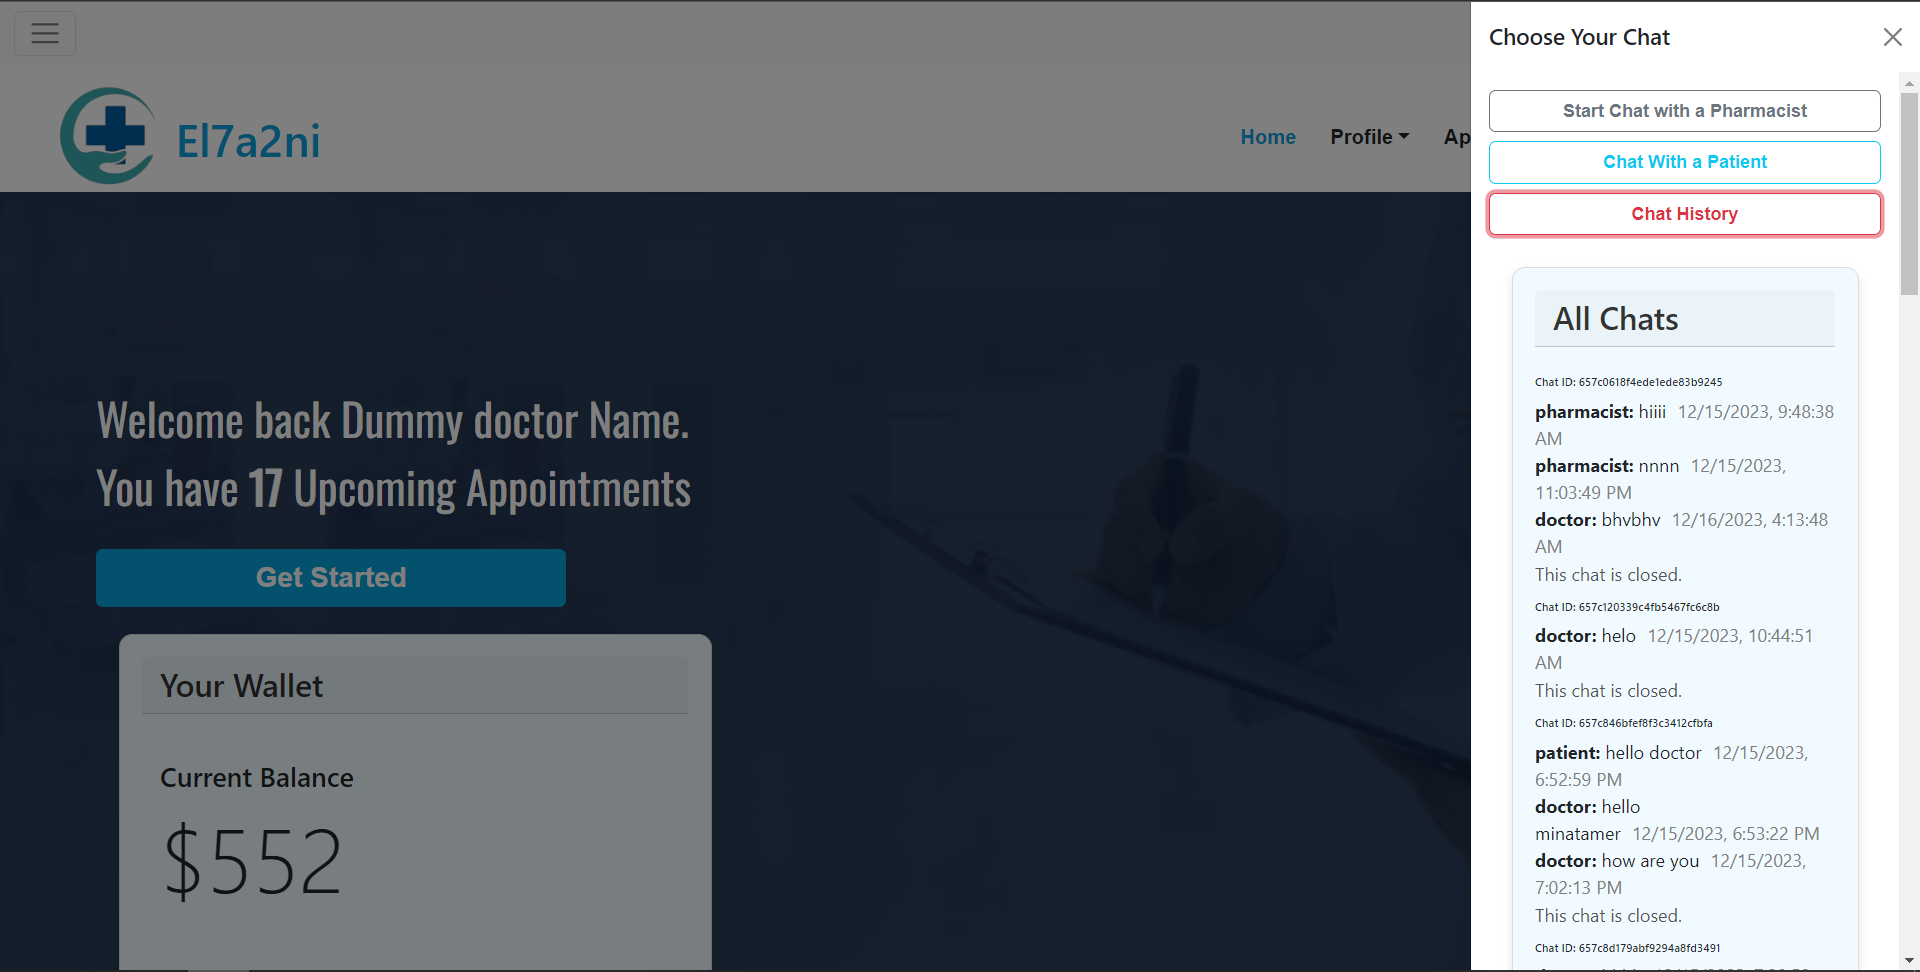 El7a2ni
Home
Profile
Ap
Welcome back Dummy doctor Name.
You have 17 Upcoming Appointments
Get Started
Your Wallet
Current Balance
$552
Choose Your Chat
Start Chat with a Pharmacist
Chat With a Patient
Chat History
All Chats
Chat ID: 657c0618f4ede1ede83b9245
pharmacist: hiiii 12/15/2023, 9:48:38
AM
pharmacist: nnnn 12/15/2023,
11:03:49 PM
doctor: bhvbhv 12/16/2023, 4:13:48
AM
This chat is closed.
Chat ID: 657c120339c4fb5467fc6c8b
doctor: helo 12/15/2023, 10:44:51
AM
This chat is closed.
Chat ID: 657c846bfef8f3c3412cfbfa
patient: hello doctor 12/15/2023,
6:52:59 PM
doctor: hello
minatamer 12/15/2023, 6:53:22 PM
doctor: how are you 12/15/2023,
7:02:13 PM
This chat is closed.
Chat ID: 657c8d179abf9294a8fd3491